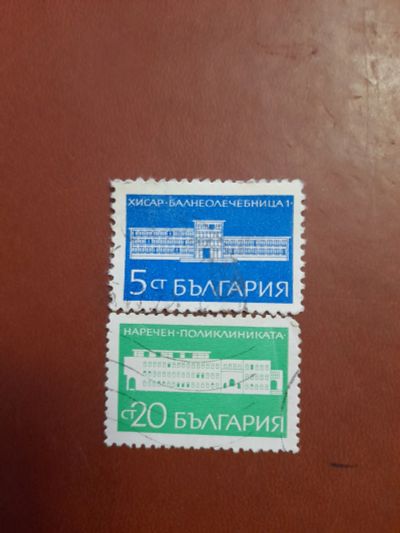 ХИСАР·БАЛНЕОЛЕЧЕБНИЦА 1·
5 СТ БЪЛГАРИЯ
НАРЕЧЕН·ПОЛИКЛИНИКАТА·
СТ 20 БЪЛГАРИЯ